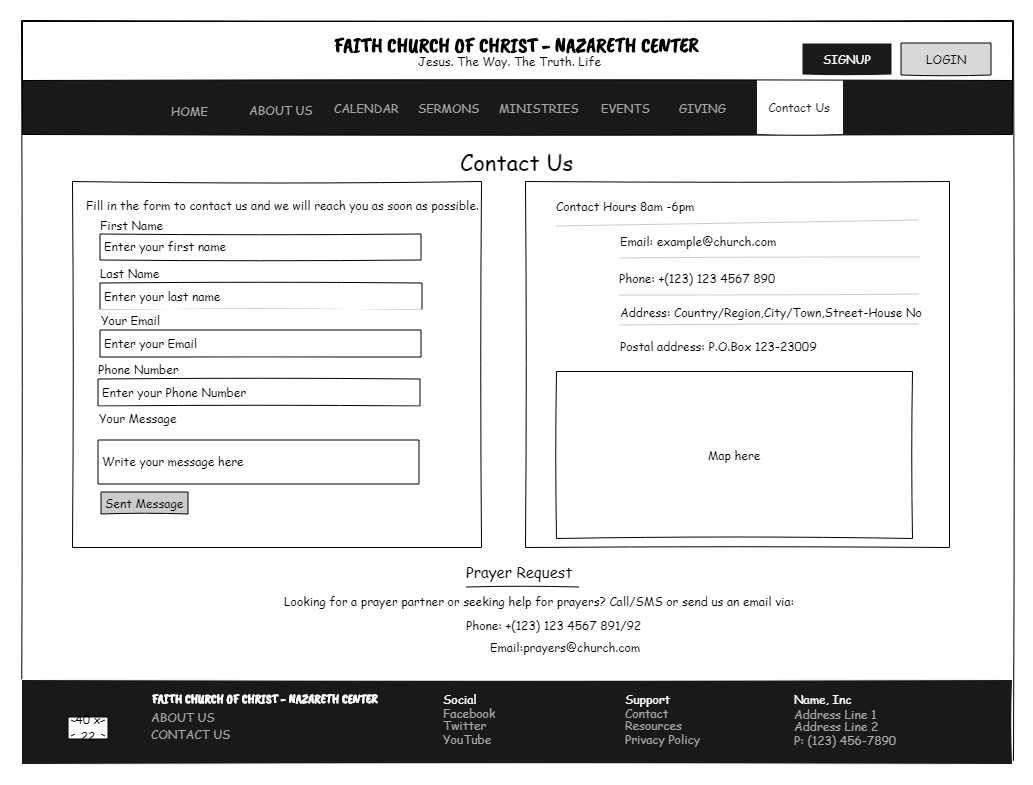 FAITH CHURCH OF CHRIST - NAZARETH CENTER
Jesus. The Way. The Truth. Life
SIGNUP
LOGIN
HOME
ABOUT US
CALENDAR
SERMONS
MINISTRIES
EVENTS
GIVING
Contact Us
Contact Us
Fill in the form to contact us and we will reach you as soon as possible.
First Name
Enter your first name
Last Name
Enter your last name
Your Email
Enter your Email
Phone Number
Enter your Phone Number
Your Message
Write your message here
Sent Message
Contact Hours 8am -6pm
Email: example@church.com
Phone: +(123) 123 4567 890
Address: Country/Region,City/Town,Street-House No
Postal address: P.O.Box 123-23009
Map here
Prayer Request
Looking for a prayer partner or seeking help for prayers? Call/SMS or send us an email via:
Phone: +(123) 123 4567 891/92
Email:prayers@church.com
40 x
22
FAITH CHURCH OF CHRIST - NAZARETH CENTER
ABOUT US
CONTACT US
Social
Facebook
Twitter
YouTube
Support
Contact
Resources
Privacy Policy
Name, Inc
Address Line 1
Address Line 2
P: (123) 456-7890